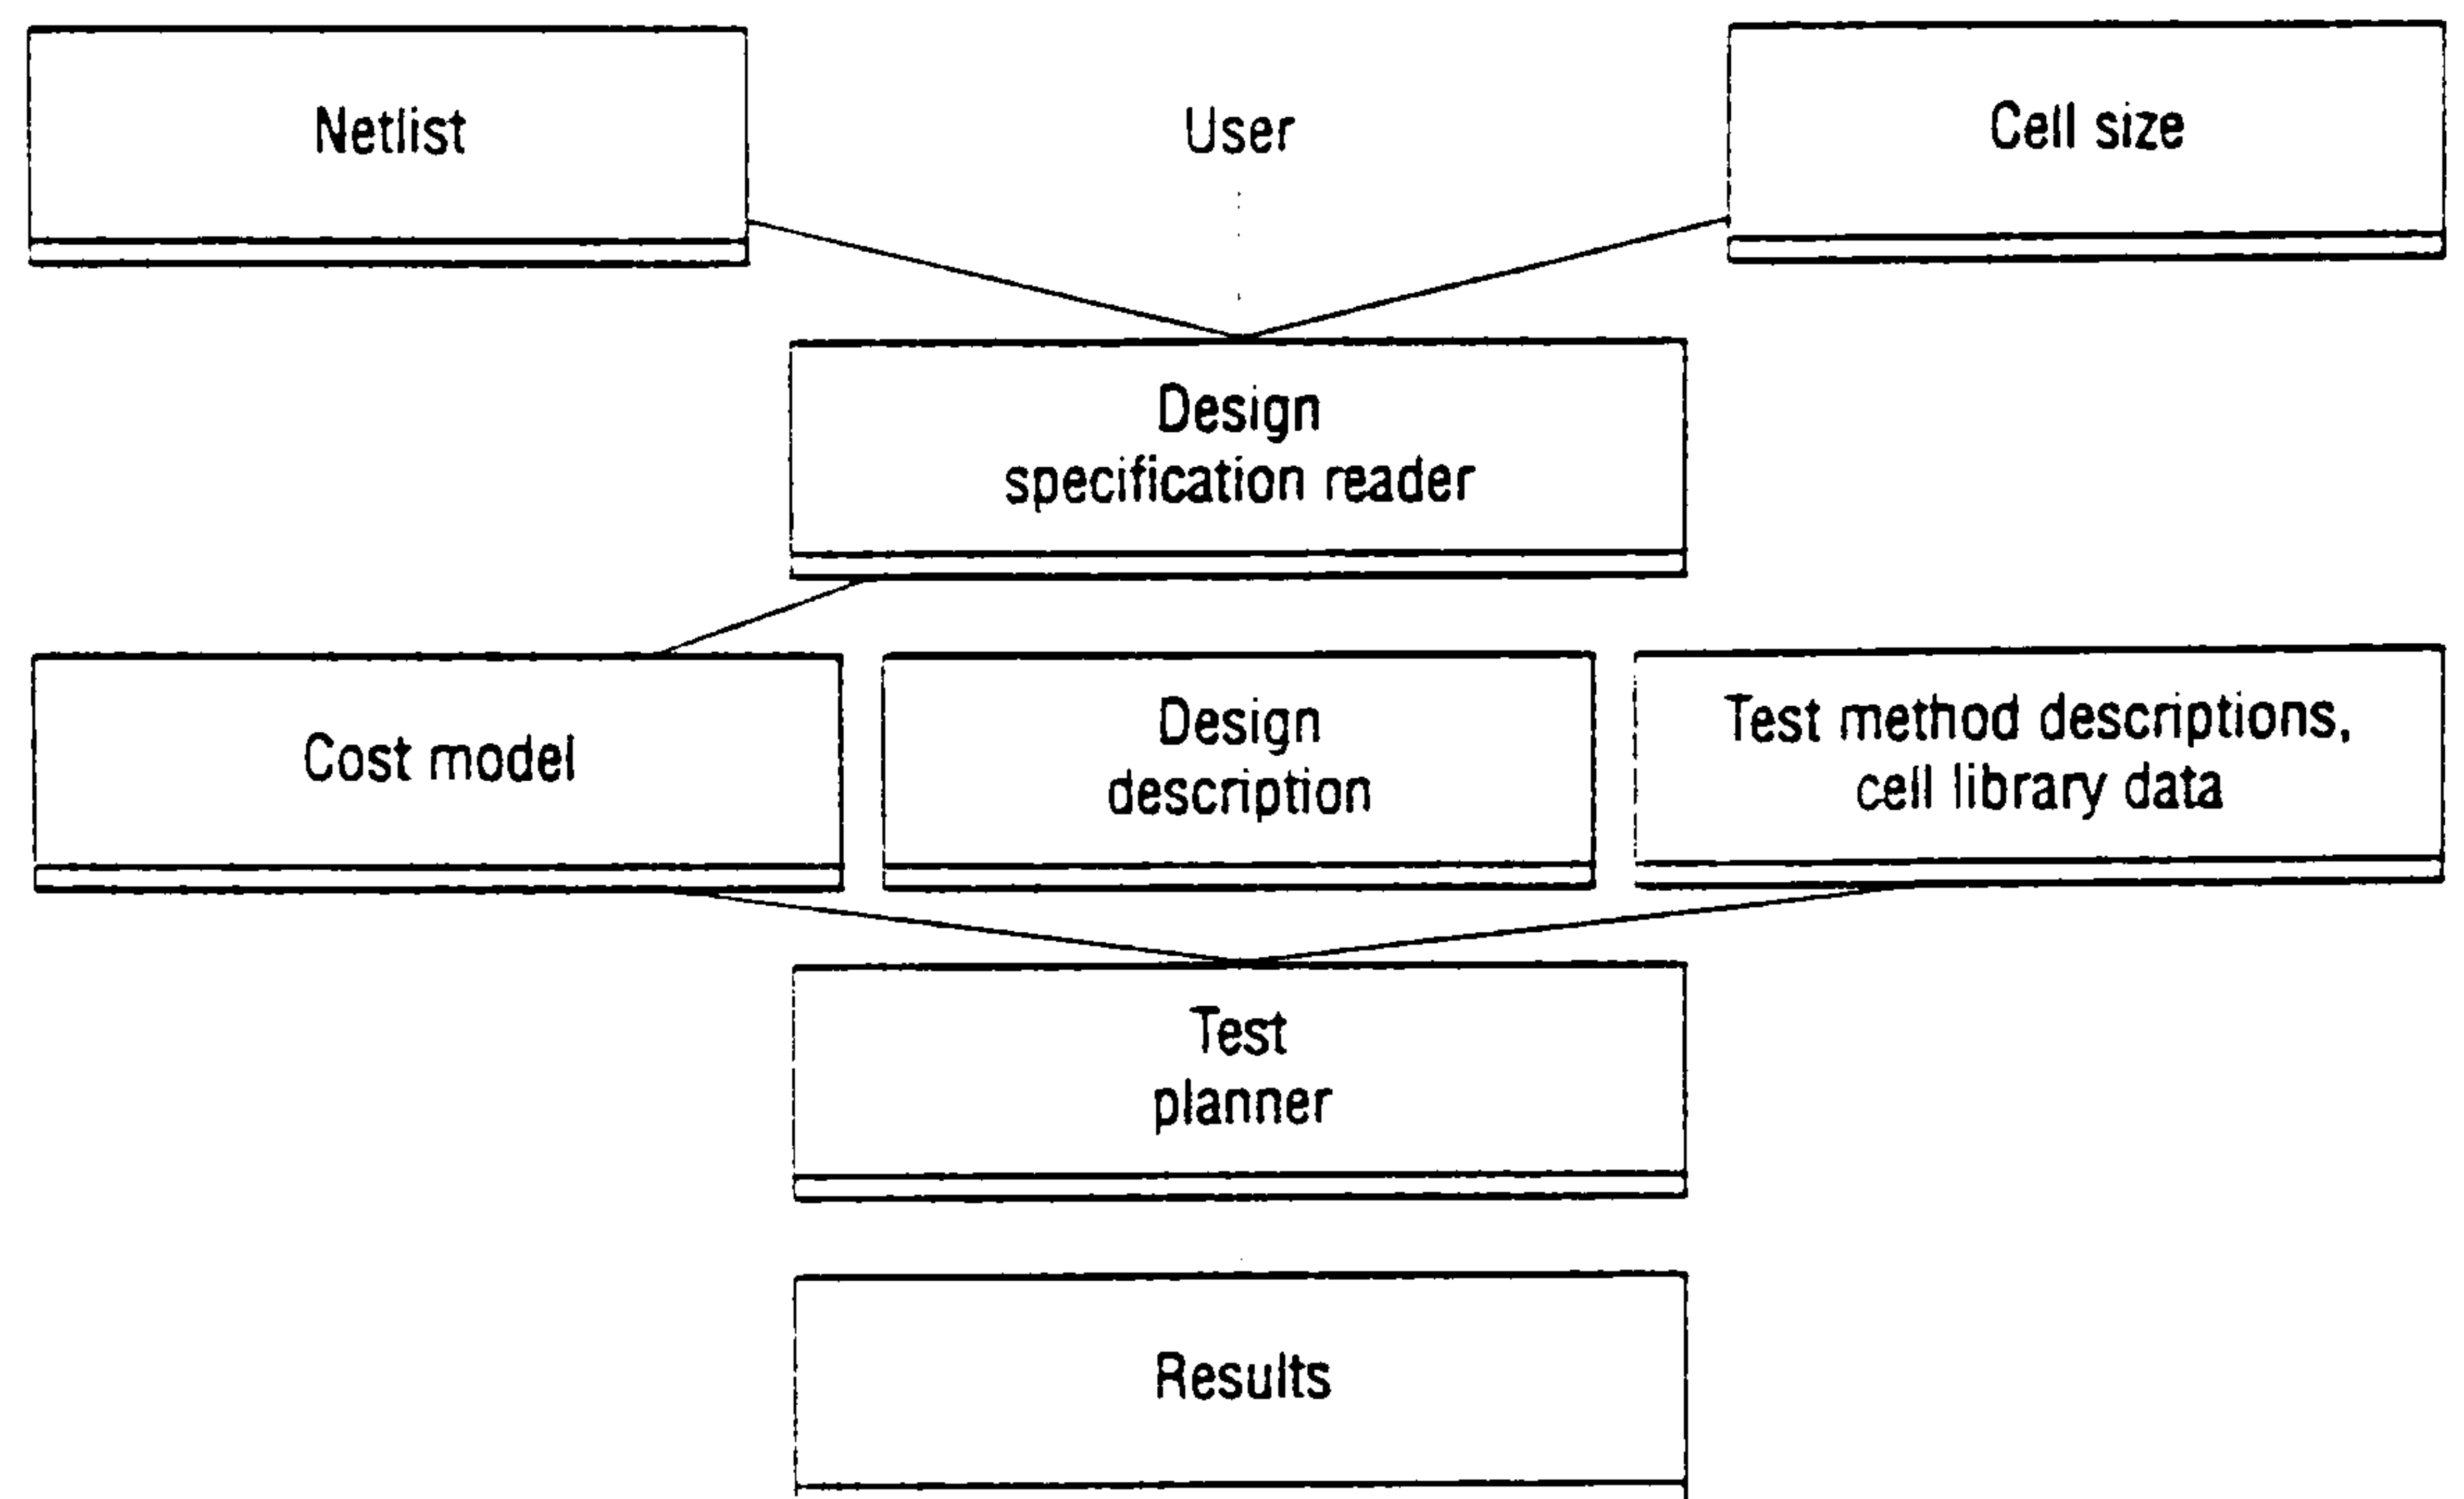 Netlist
User
Cell size
Design
specification reader
Cost model
Design
description
Test method descriptions,
cell library data
Test
planner
Results